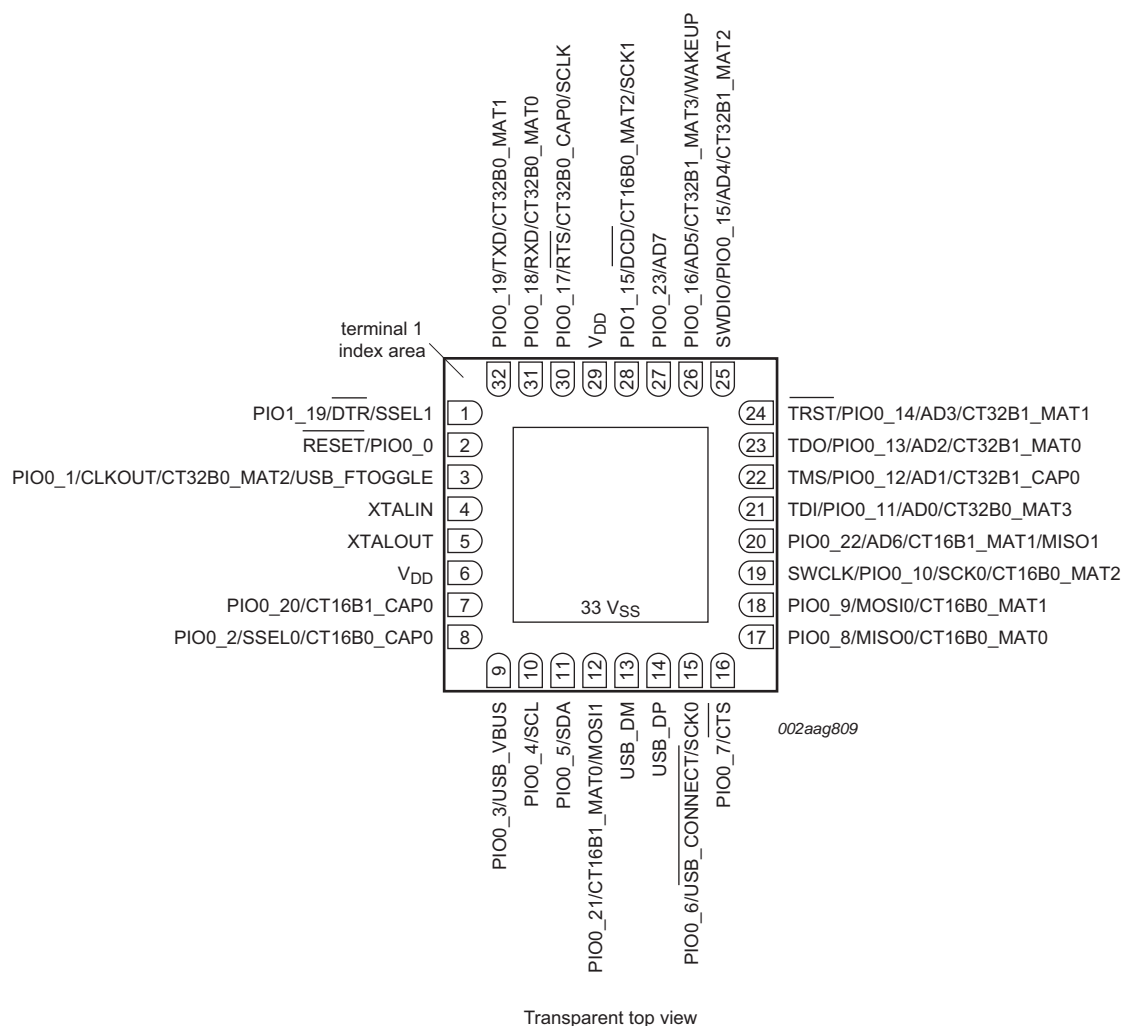 PIO0_19/TXD/CT32B0_MAT1
PIO0_18/RXD/CT32B0_MAT0
PIO0_17/RTS/CT32B0_CAP0/SCLK
VDD
PIO1_15/DCD/CT16B0_MAT2/SCK1
PIO0_23/AD7
PIO0_16/AD5/CT32B1_MAT3/WAKEUP
SWDIO/PIO0_15/AD4/CT32B1_MAT2
terminal 1
index area
32
31
30
29
28
27
26
25
PIO1_19/DTR/SSEL1 1
RESET/PIO0_0 2
PIO0_1/CLKOUT/CT32B0_MAT2/USB_FTOGGLE 3
XTALIN 4
XTALOUT 5
VDD 6
PIO0_20/CT16B1_CAP0 7
PIO0_2/SSEL0/CT16B0_CAP0 8
24 TRST/PIO0_14/AD3/CT32B1_MAT1
23 TDO/PIO0_13/AD2/CT32B1_MAT0
22 TMS/PIO0_12/AD1/CT32B1_CAP0
21 TDI/PIO0_11/AD0/CT32B0_MAT3
20 PIO0_22/AD6/CT16B1_MAT1/MISO1
19 SWCLK/PIO0_10/SCK0/CT16B0_MAT2
18 PIO0_9/MOSI0/CT16B0_MAT1
17 PIO0_8/MISO0/CT16B0_MAT0
33 VSS
9
10
11
12
13
14
15
16
PIO0_3/USB_VBUS
PIO0_4/SCL
PIO0_5/SDA
PIO0_21/CT16B1_MAT0/MOSI1
USB_DM
USB_DP
PIO0_6/USB_CONNECT/SCK0
PIO0_7/CTS
002aag809
Transparent top view